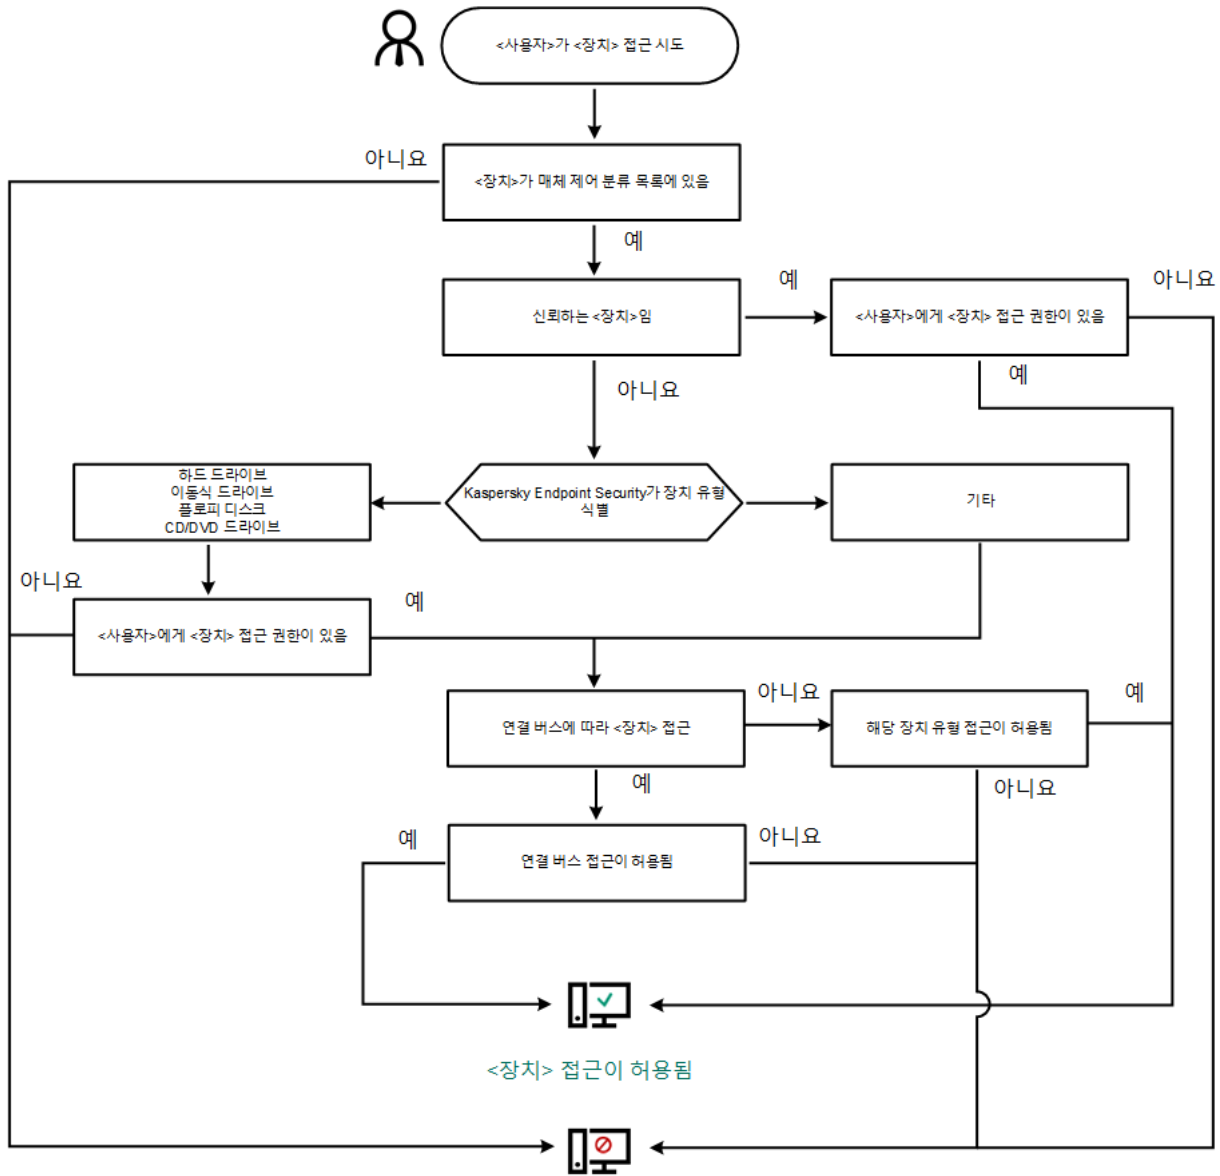 <사용자>가 <장치> 접근 시도
아니요
<장치>가 매체 제어 분류 목록에 있음
예
예
아니요
신뢰하는 <장치>임
<사용자>에게 <장치> 접근 권한이 있음
아니요
예
하드 드라이브
이동식 드라이브
플로피 디스크
CD/DVD 드라이브
Kaspersky Endpoint Security가 장치 유형
식별
기타
아니요
예
<사용자>에게 <장치> 접근 권한이 있음
아니요
예
연결 버스에 따라 <장치> 접근
해당 장치 유형 접근이 허용됨
예
아니요
예
아니요
연결 버스 접근이 허용됨
<장치> 접근이 허용됨